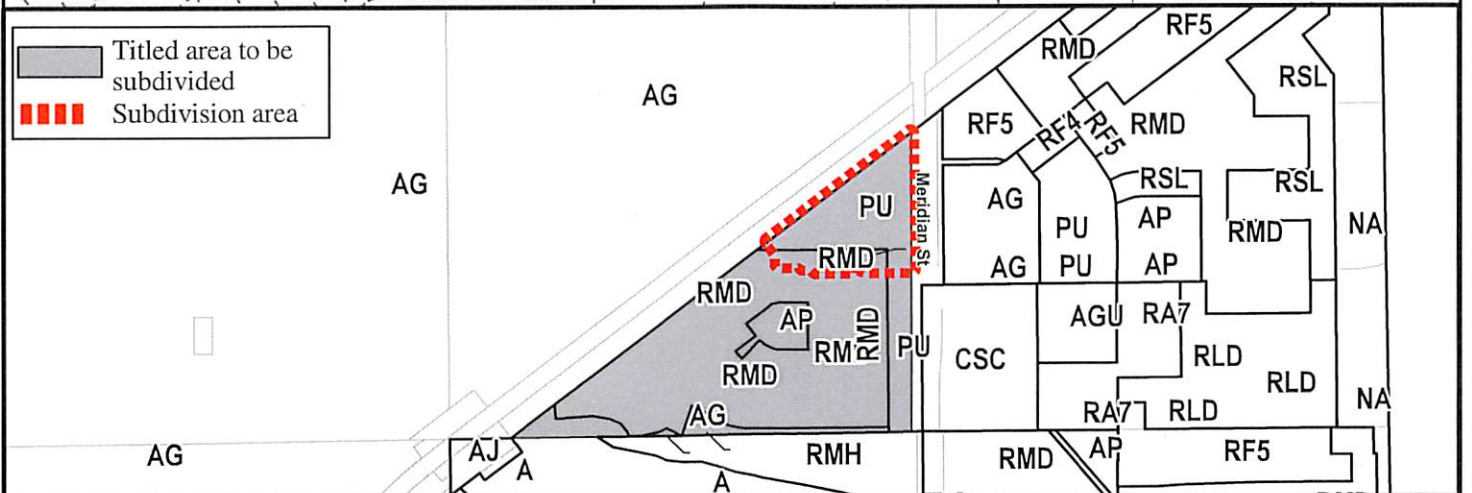 Titled area to be
subdivided
Subdivision area
RF5
RMD
RSL
AG
RF5
RF4
RF5
RMD
AG
RSL
RSL
AG
PU
Meridian St.
AP
PU
RMD
NA
RMD
AG
PU
AP
RMD
AP
RMD
AGU
RA7
PU
CSC
RLD
RMD
RLD
NA
AG
RA7
RLD
AG
AJ
A
RMH
RMD
AP
RF5
A